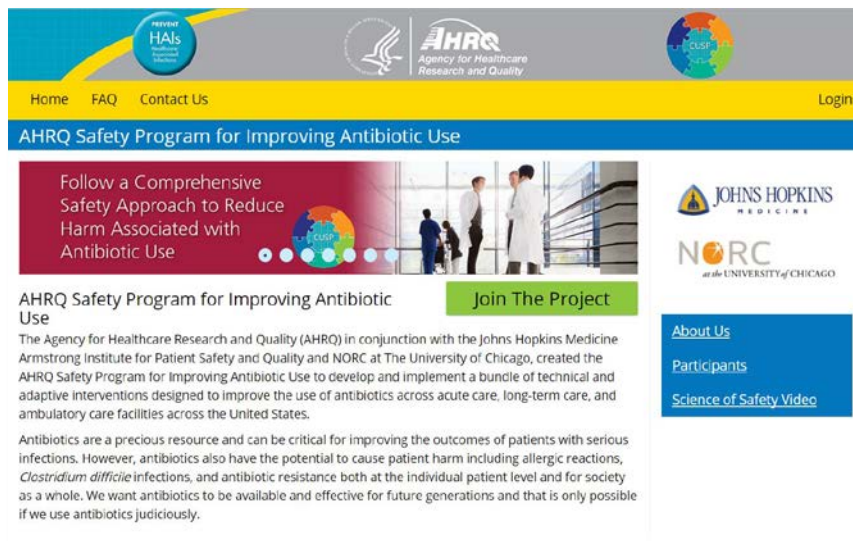 PREVENT
HAIs
Healthcare
Associated
Infections
AHRQ
Agency for Healthcare
Research and Quality
CUSP
Home FAQ Contact Us Login
AHRQ Safety Program for Improving Antibiotic Use
Follow a Comprehensive
Safety Approach to Reduce
Harm Associated with
Antibiotic Use
CUSP
JOHNS HOPKINS
MEDICINE
NORC
at the UNIVERSITY of CHICAGO
AHRQ Safety Program for Improving Antibiotic
Use
Join The Project
The Agency for Healthcare Research and Quality (AHRQ) in conjunction with the Johns Hopkins Medicine
Armstrong Institute for Patient Safety and Quality and NORC at The University of Chicago, created the
AHRQ Safety Program for Improving Antibiotic Use to develop and implement a bundle of technical and
adaptive interventions designed to improve the use of antibiotics across acute care, long-term care, and
ambulatory care facilities across the United States.
Antibiotics are a precious resource and can be critical for improving the outcomes of patients with serious
infections. However, antibiotics also have the potential to cause patient harm including allergic reactions,
Clostridium difficile infections, and antibiotic resistance both at the individual patient level and for society
as a whole. We want antibiotics to be available and effective for future generations and that is only possible
if we use antibiotics judiciously.
About Us
Participants
Science of Safety Video